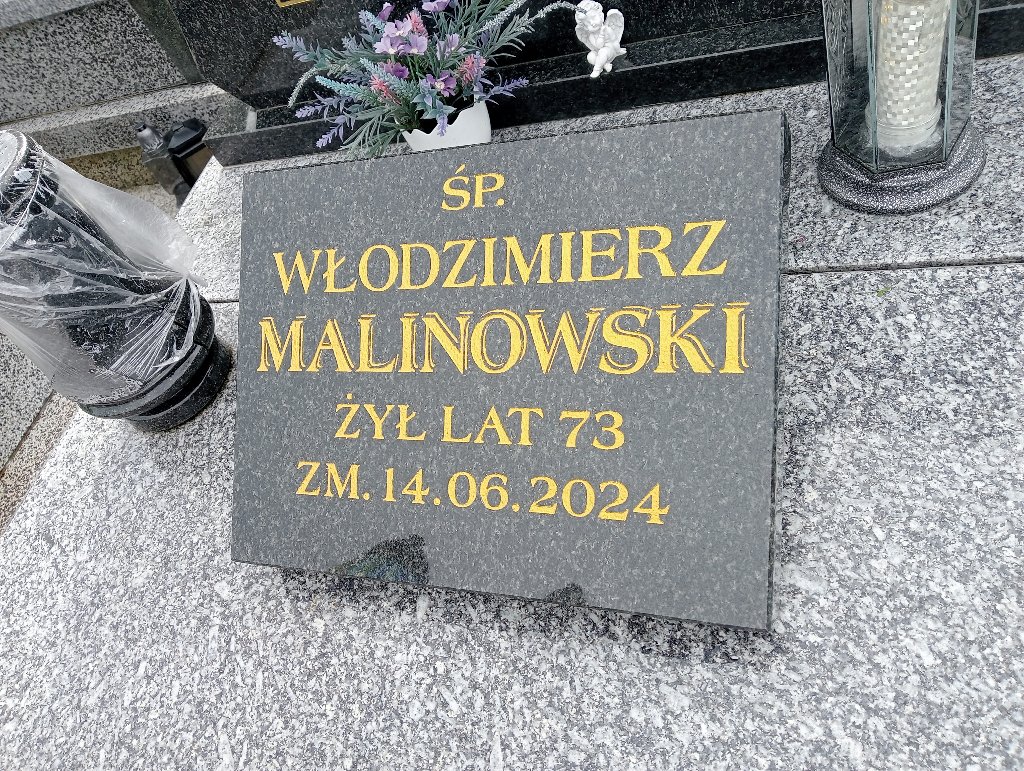 ŚP.
WŁODZIMIERZ
MALINOWSKI
ŻYŁ LAT 73
ZM. 14.06.2024